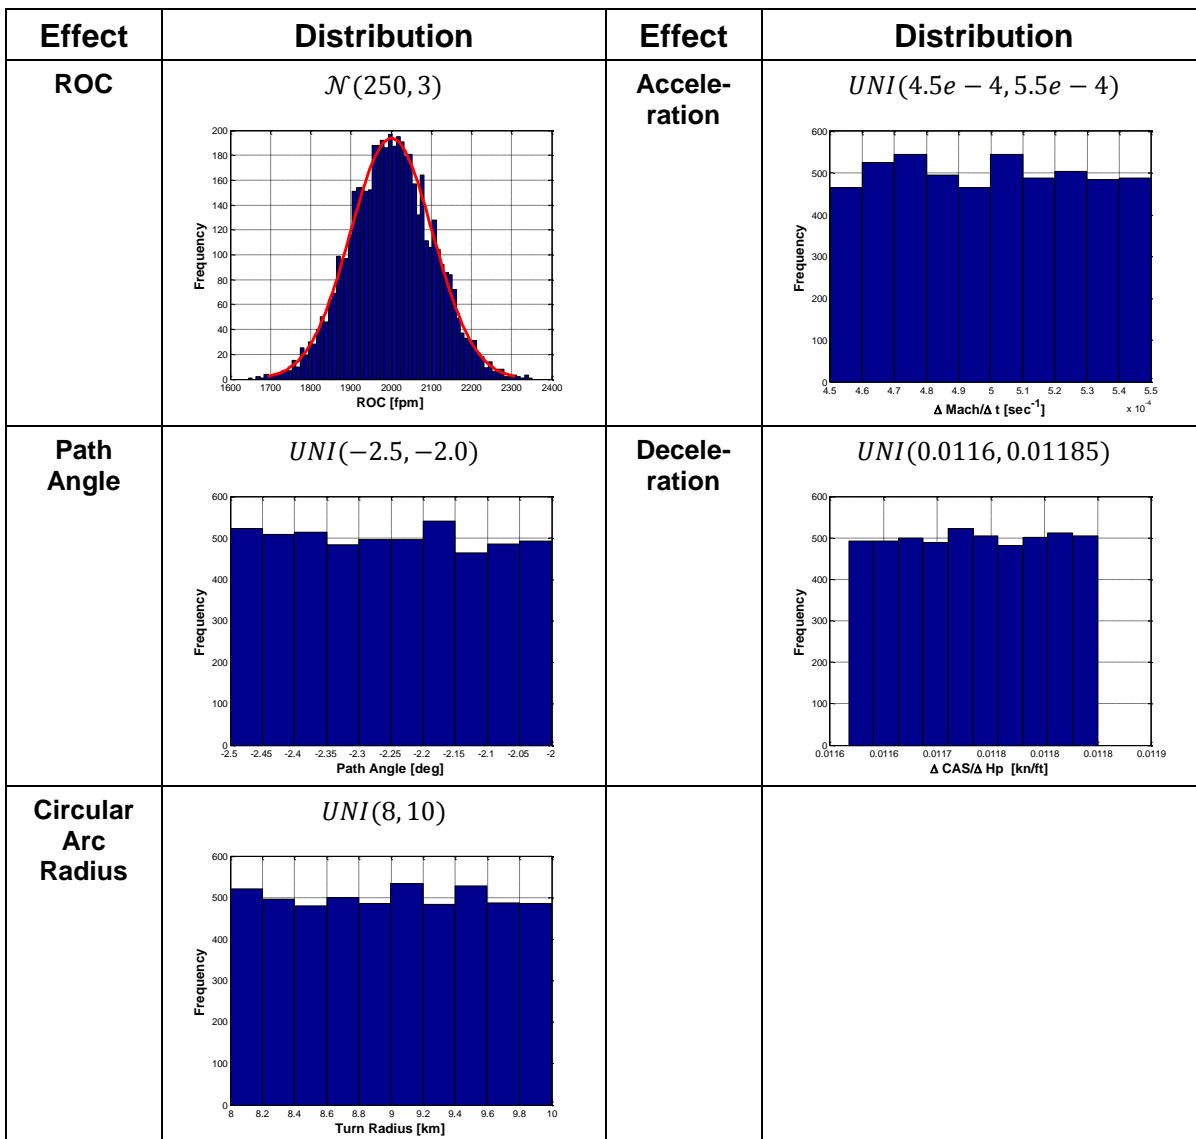 Effect
Distribution
Effect
Distribution
ROC
𝒩(250, 3)
200
180
160
140
120
100
80
60
40
20
0
Frequency
1600 1700 1800 1900 2000 2100 2200 2300 2400
ROC [fpm]
Accele-
ration
UNI(4.5e − 4, 5.5e − 4)
600
500
400
300
200
100
0
Frequency
4.5 4.6 4.7 4.8 4.9 5 5.1 5.2 5.3 5.4 5.5
Δ Mach/Δ t [sec⁻¹]
x 10⁻⁴
Path
Angle
UNI(−2.5, −2.0)
600
500
400
300
200
100
0
Frequency
-2.5 -2.45 -2.4 -2.35 -2.3 -2.25 -2.2 -2.15 -2.1 -2.05 -2
Path Angle [deg]
Decele-
ration
UNI(0.0116, 0.01185)
600
500
400
300
200
100
0
Frequency
0.0116 0.0116 0.0117 0.0118 0.0118 0.0118 0.0119
Δ CAS/Δ Hp [kn/ft]
Circular
Arc
Radius
UNI(8, 10)
600
500
400
300
200
100
0
Frequency
8 8.2 8.4 8.6 8.8 9 9.2 9.4 9.6 9.8 10
Turn Radius [km]